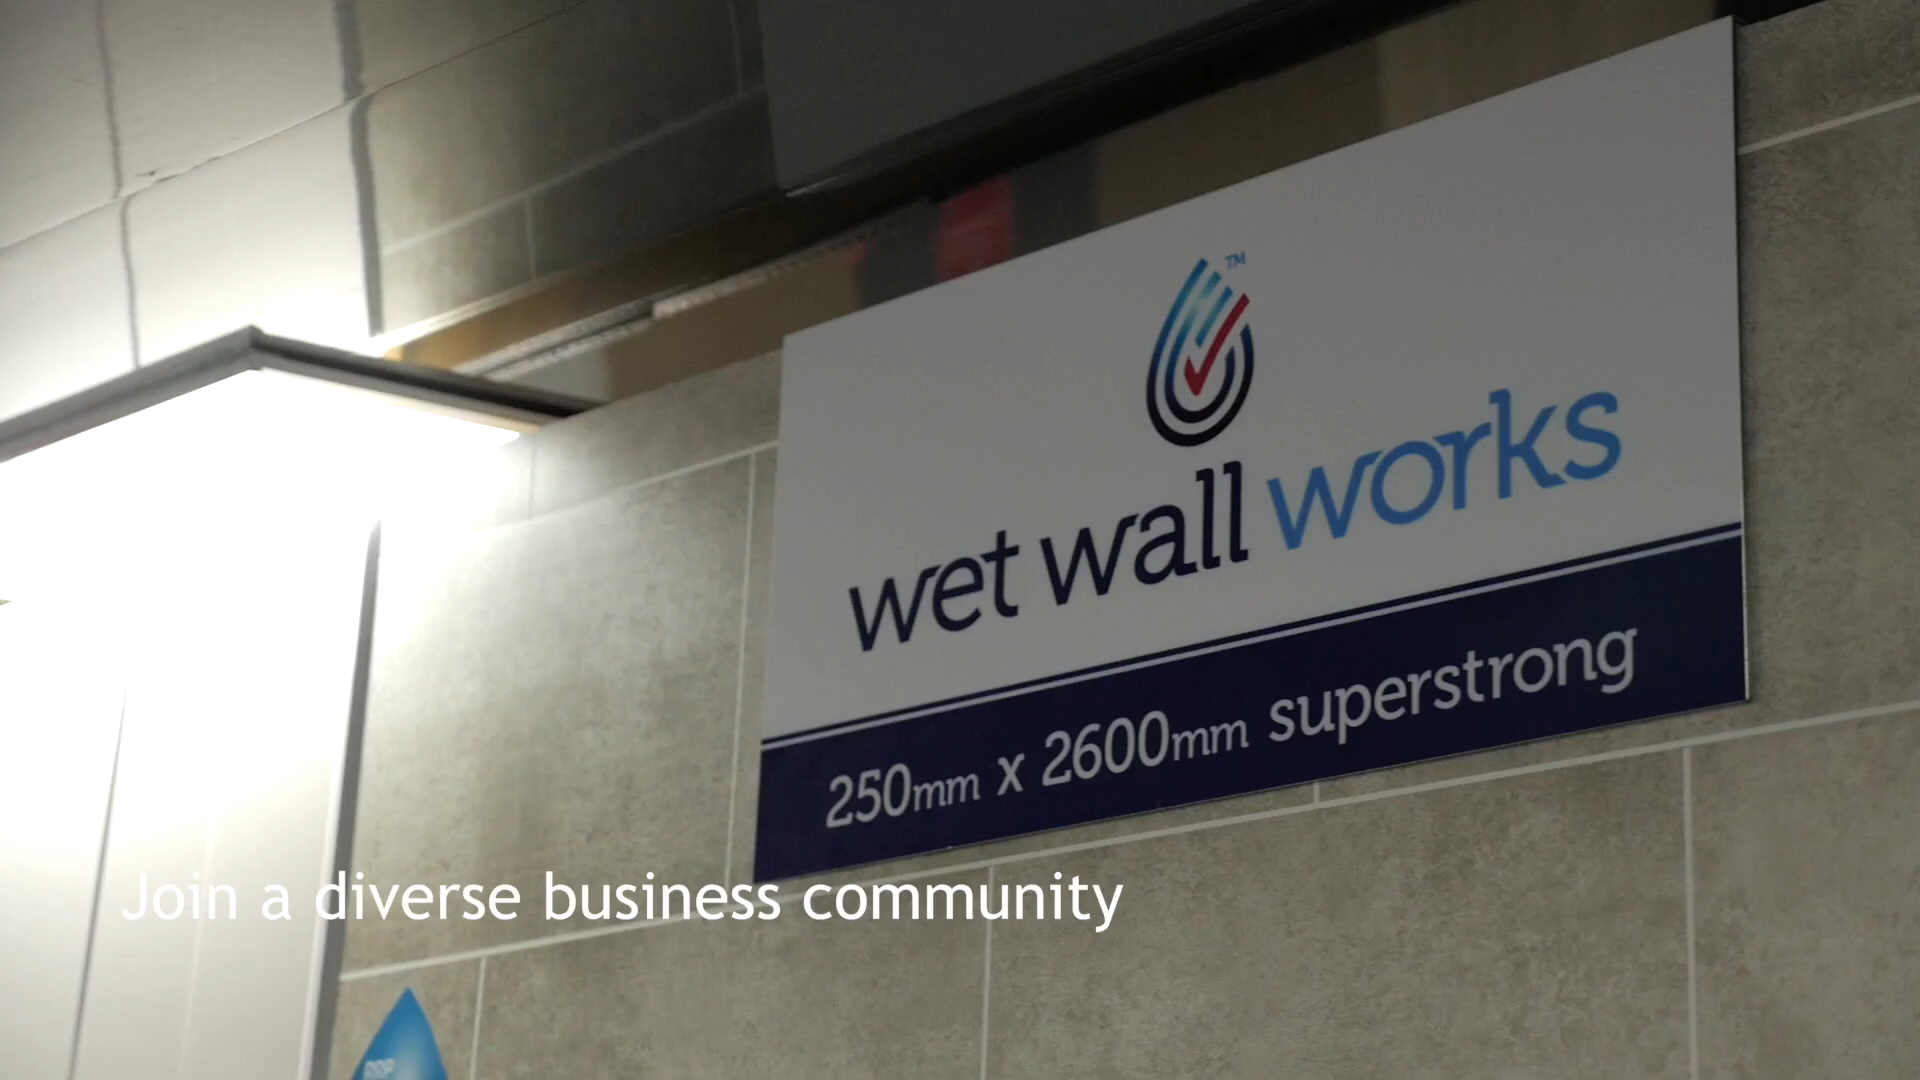 TM
wet wall works
250mm x 2600mm superstrong
Join a diverse business community